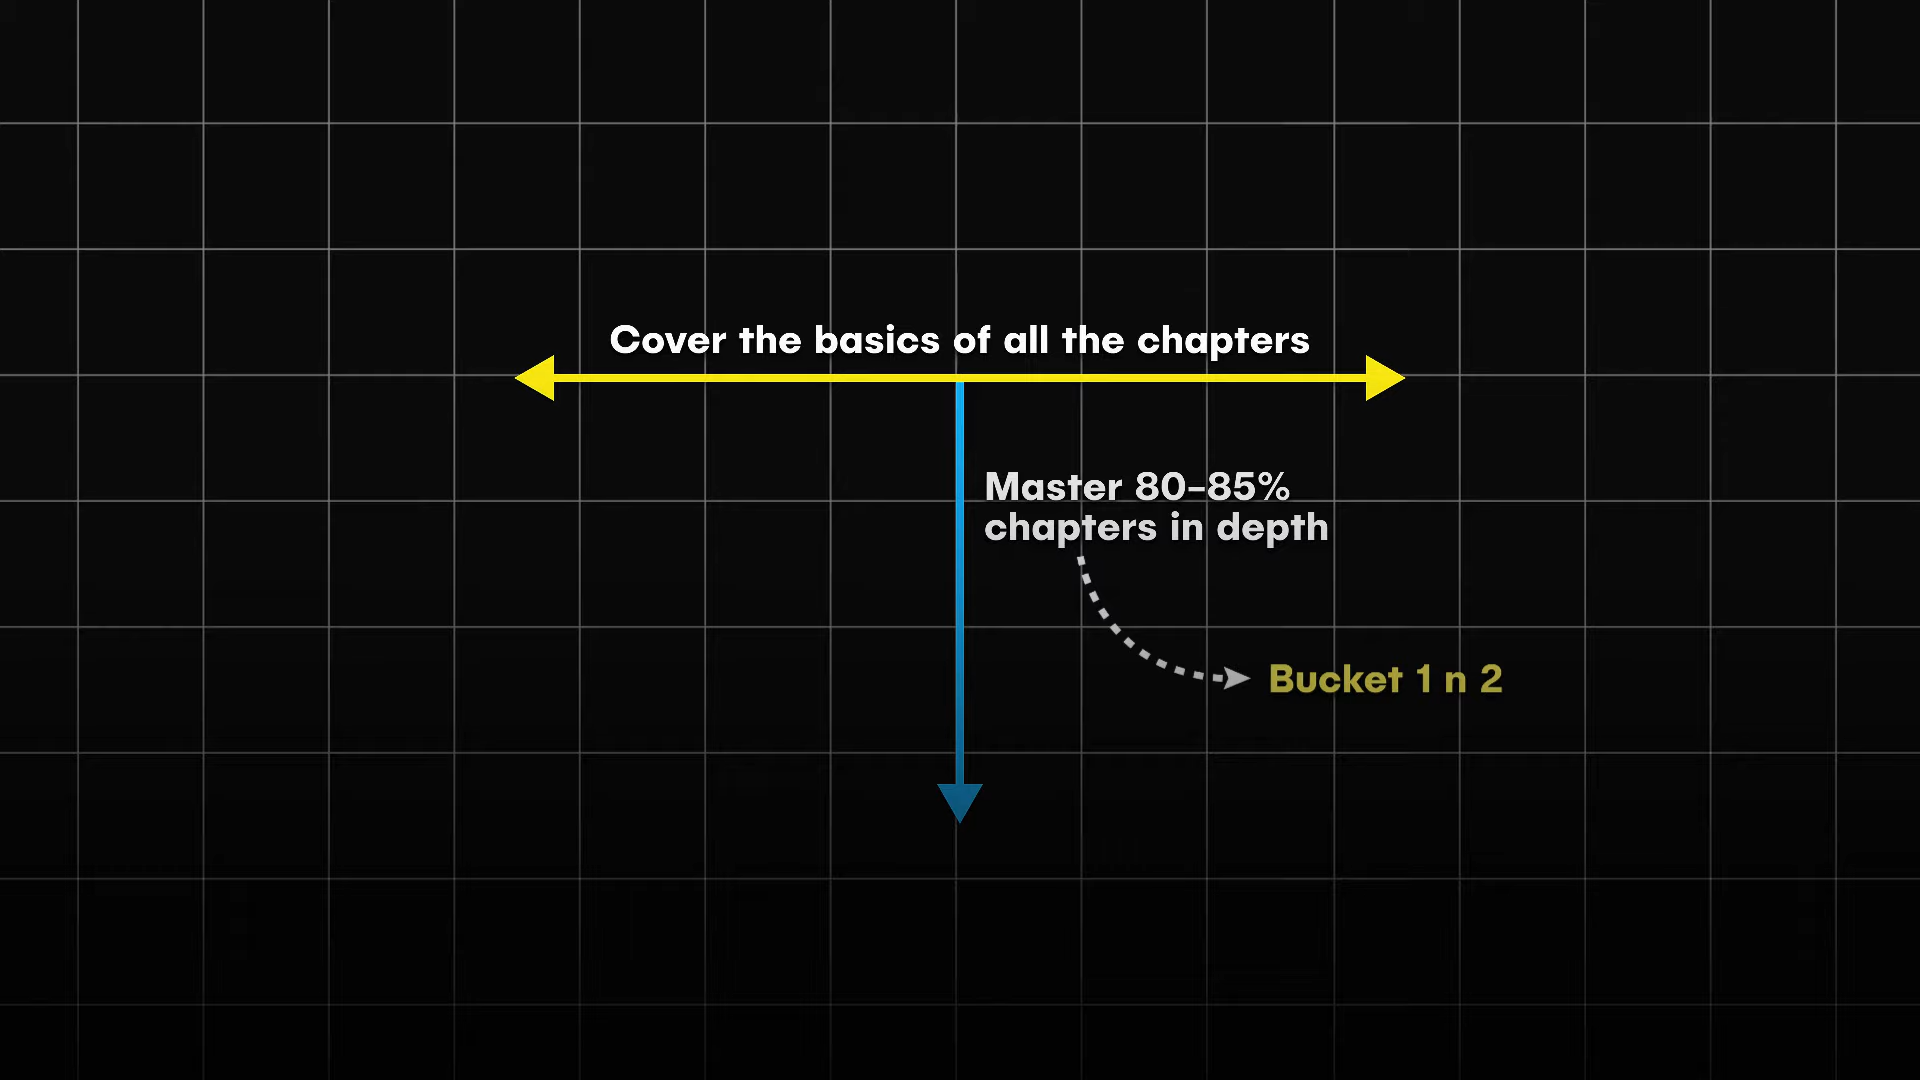 Cover the basics of all the chapters
Master 80-85%
chapters in depth
Bucket 1 n 2